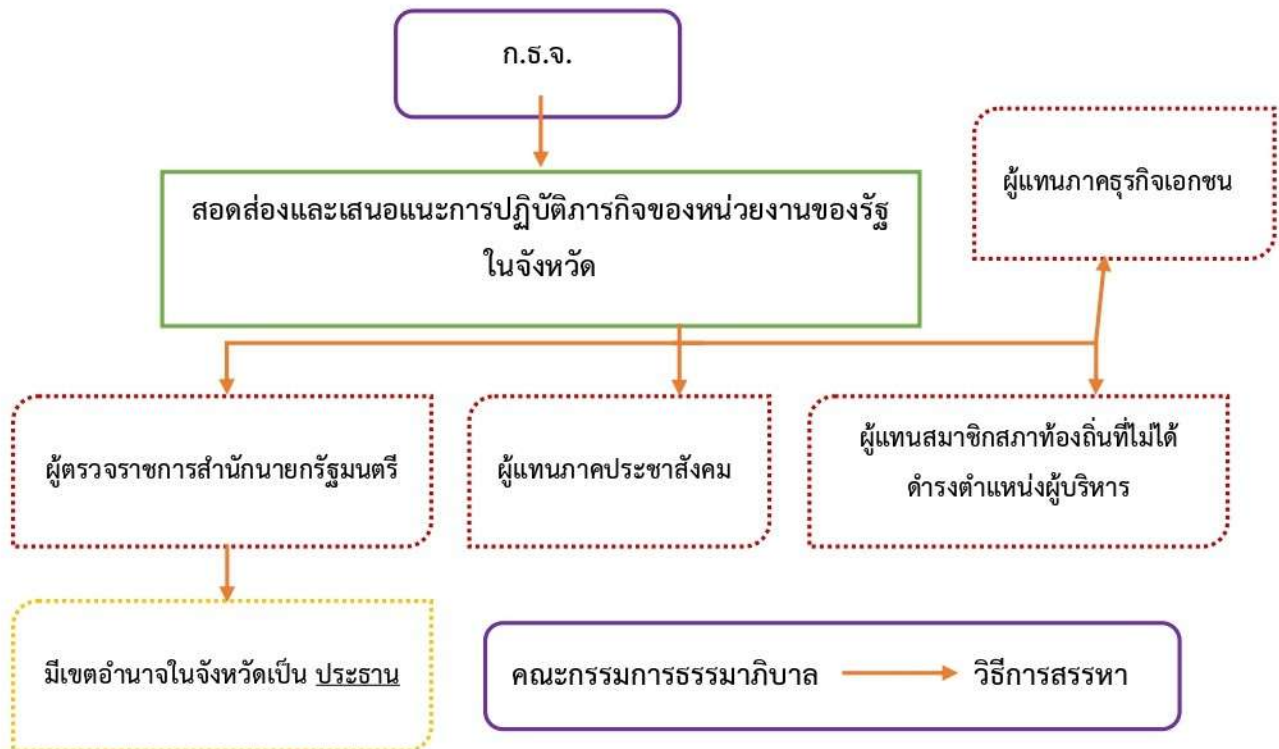 ก.ธ.จ.
สอดส่องและเสนอแนะการปฏิบัติภารกิจของหน่วยงานของรัฐ
ในจังหวัด
ผู้แทนภาคธุรกิจเอกชน
ผู้ตรวจราชการสำนักนายกรัฐมนตรี
ผู้แทนภาคประชาสังคม
ผู้แทนสมาชิกสภาท้องถิ่นที่ไม่ได้
ดำรงตำแหน่งผู้บริหาร
มีเขตอำนาจในจังหวัดเป็น ประธาน
คณะกรรมการธรรมาภิบาล วิธีการสรรหา